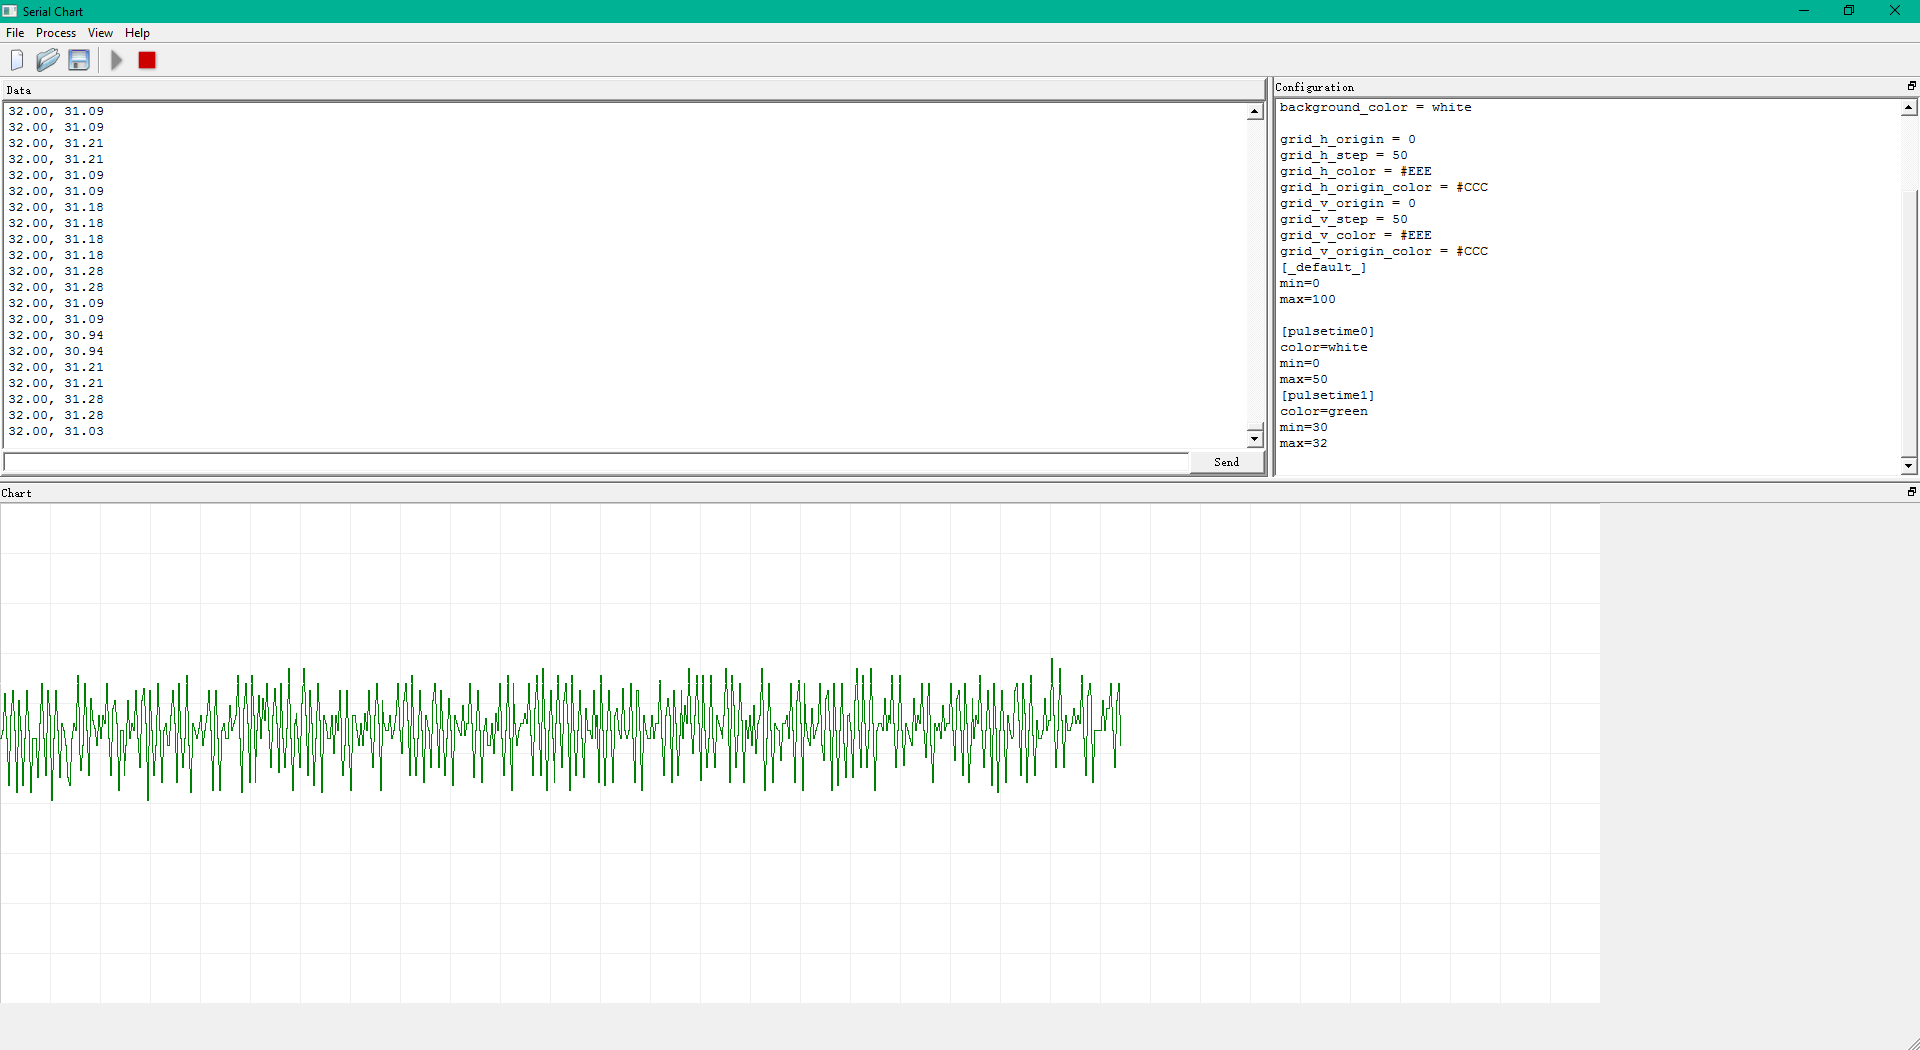 Serial Chart
File Process View Help
Data
32.00, 31.09
32.00, 31.09
32.00, 31.21
32.00, 31.21
32.00, 31.09
32.00, 31.09
32.00, 31.18
32.00, 31.18
32.00, 31.18
32.00, 31.18
32.00, 31.28
32.00, 31.28
32.00, 31.09
32.00, 31.09
32.00, 30.94
32.00, 30.94
32.00, 31.21
32.00, 31.21
32.00, 31.28
32.00, 31.28
32.00, 31.03
Send
Configuration
background_color = white
grid_h_origin = 0
grid_h_step = 50
grid_h_color = #EEE
grid_h_origin_color = #CCC
grid_v_origin = 0
grid_v_step = 50
grid_v_color = #EEE
grid_v_origin_color = #CCC
[_default_]
min=0
max=100
[pulsetime0]
color=white
min=0
max=50
[pulsetime1]
color=green
min=30
max=32
Chart